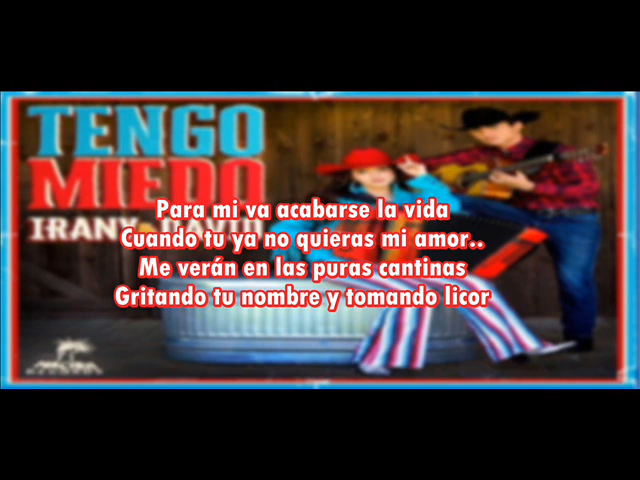 TENGO
MIEDO
IRANY
Para mi va acabarse la vida
Cuando tu ya no quieras mi amor..
Me verán en las puras cantinas
Gritando tu nombre y tomando licor